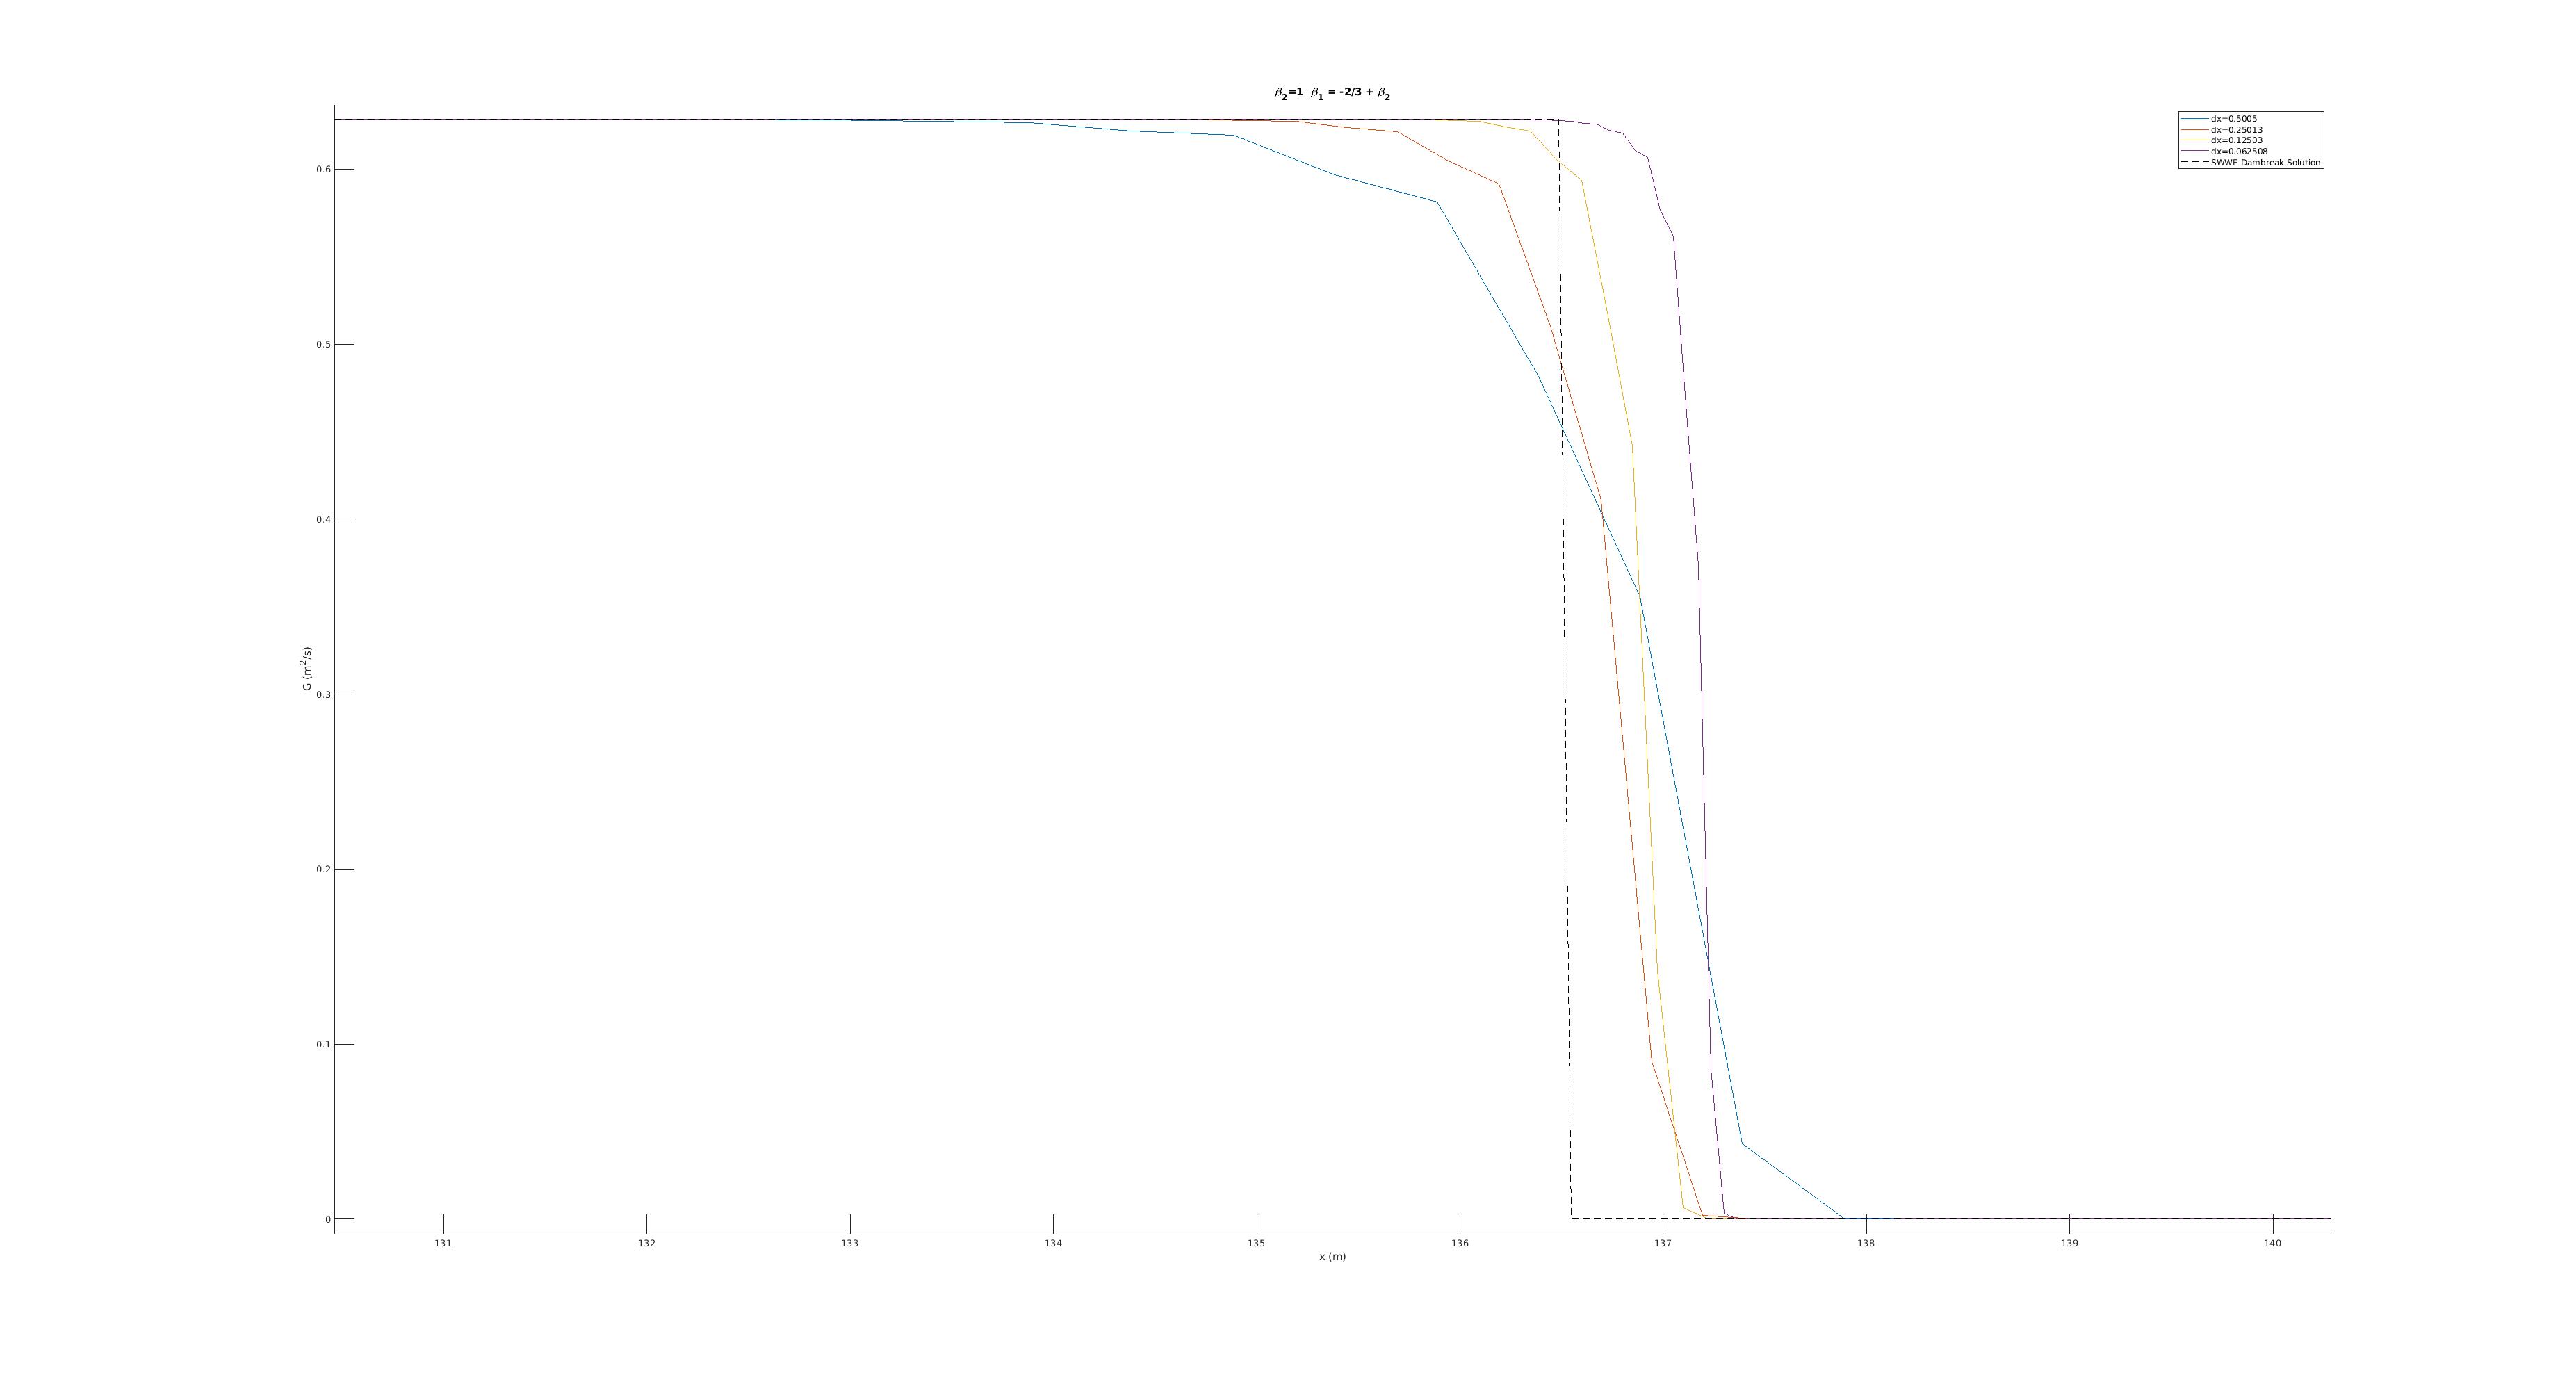 β2=1 β1 = -2/3 + β2
dx=0.5005
dx=0.25013
dx=0.12503
dx=0.062508
SWWE Dambreak Solution
0.6
0.5
0.4
0.3
0.2
0.1
0
G (m2/s)
131 132 133 134 135 136 137 138 139 140
x (m)